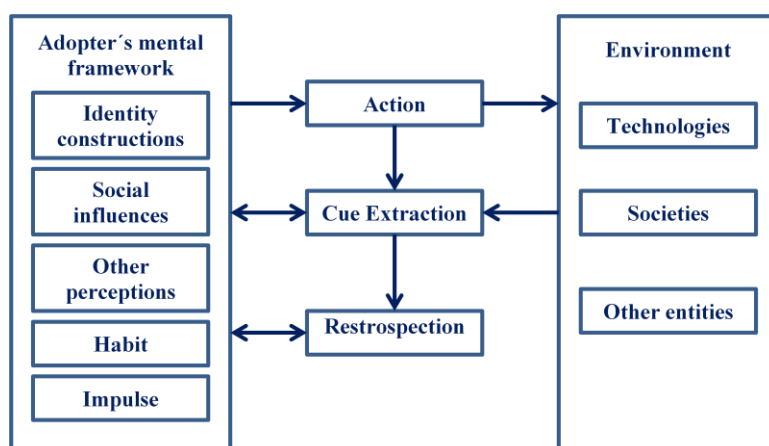 Adopter´s mental
framework
Identity
constructions
Social
influences
Other
perceptions
Habit
Impulse
Action
Cue Extraction
Restrospection
Environment
Technologies
Societies
Other entities